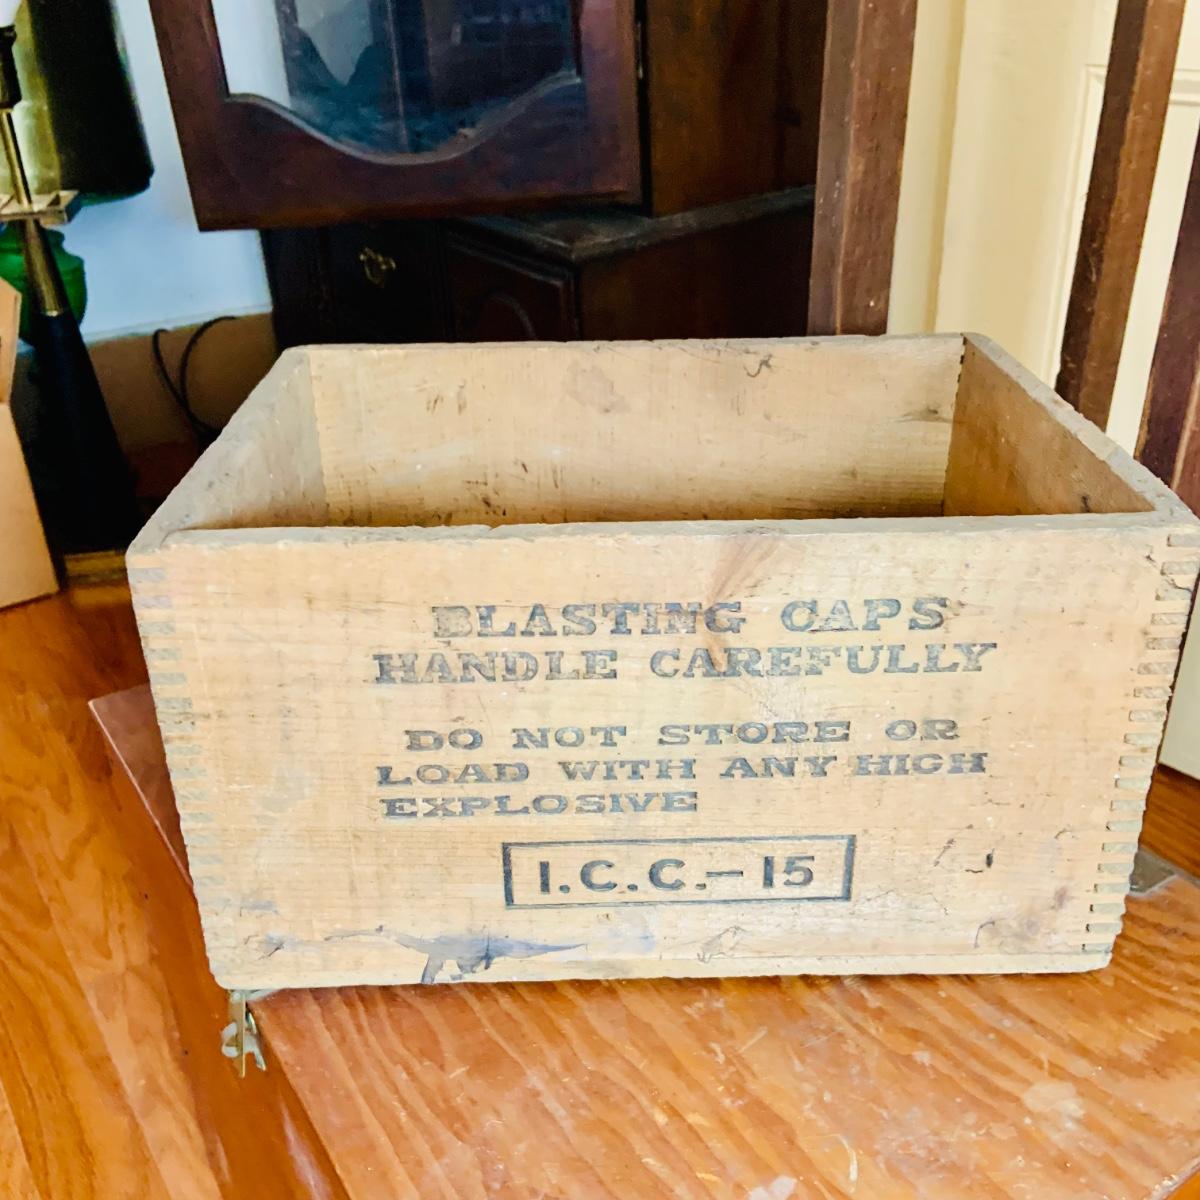 BLASTING CAPS
HANDLE CAREFULLY
DO NOT STORE OR
LOAD WITH ANY HIGH
EXPLOSIVE
I.C.C.-15